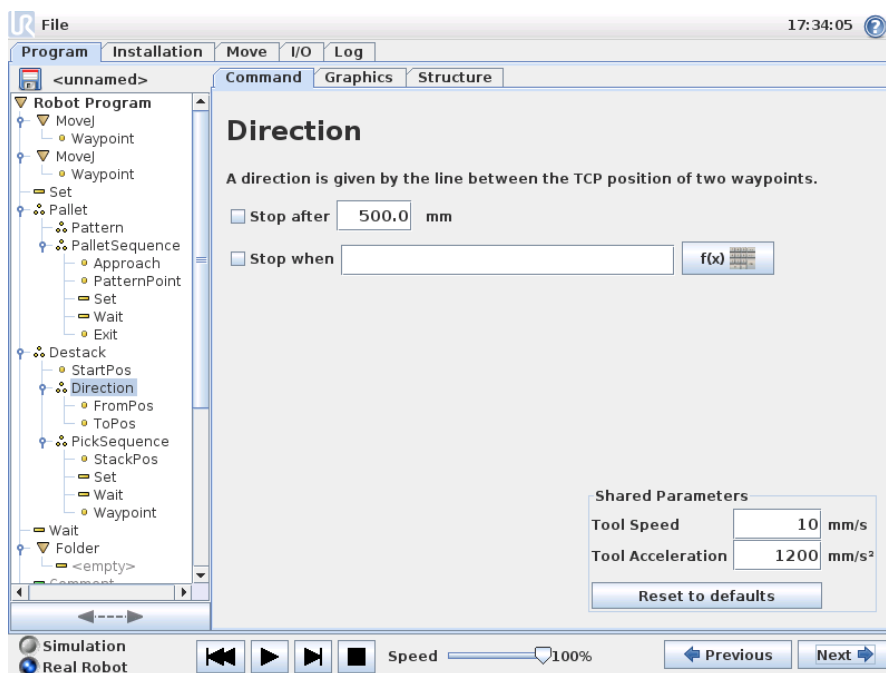 UR File 17:34:05 ?
Program Installation Move I/O Log
<unnamed>
Command Graphics Structure
Robot Program
MoveJ
Waypoint
MoveJ
Waypoint
Set
Pallet
Pattern
PalletSequence
Approach
PatternPoint
Set
Wait
Exit
Destack
StartPos
Direction
FromPos
ToPos
PickSequence
StackPos
Set
Wait
Waypoint
Wait
Folder
<empty>
Comment
Direction
A direction is given by the line between the TCP position of two waypoints.
Stop after 500.0 mm
Stop when f(x)
Shared Parameters
Tool Speed 10 mm/s
Tool Acceleration 1200 mm/s²
Reset to defaults
Simulation
Real Robot
Speed 100%
Previous Next